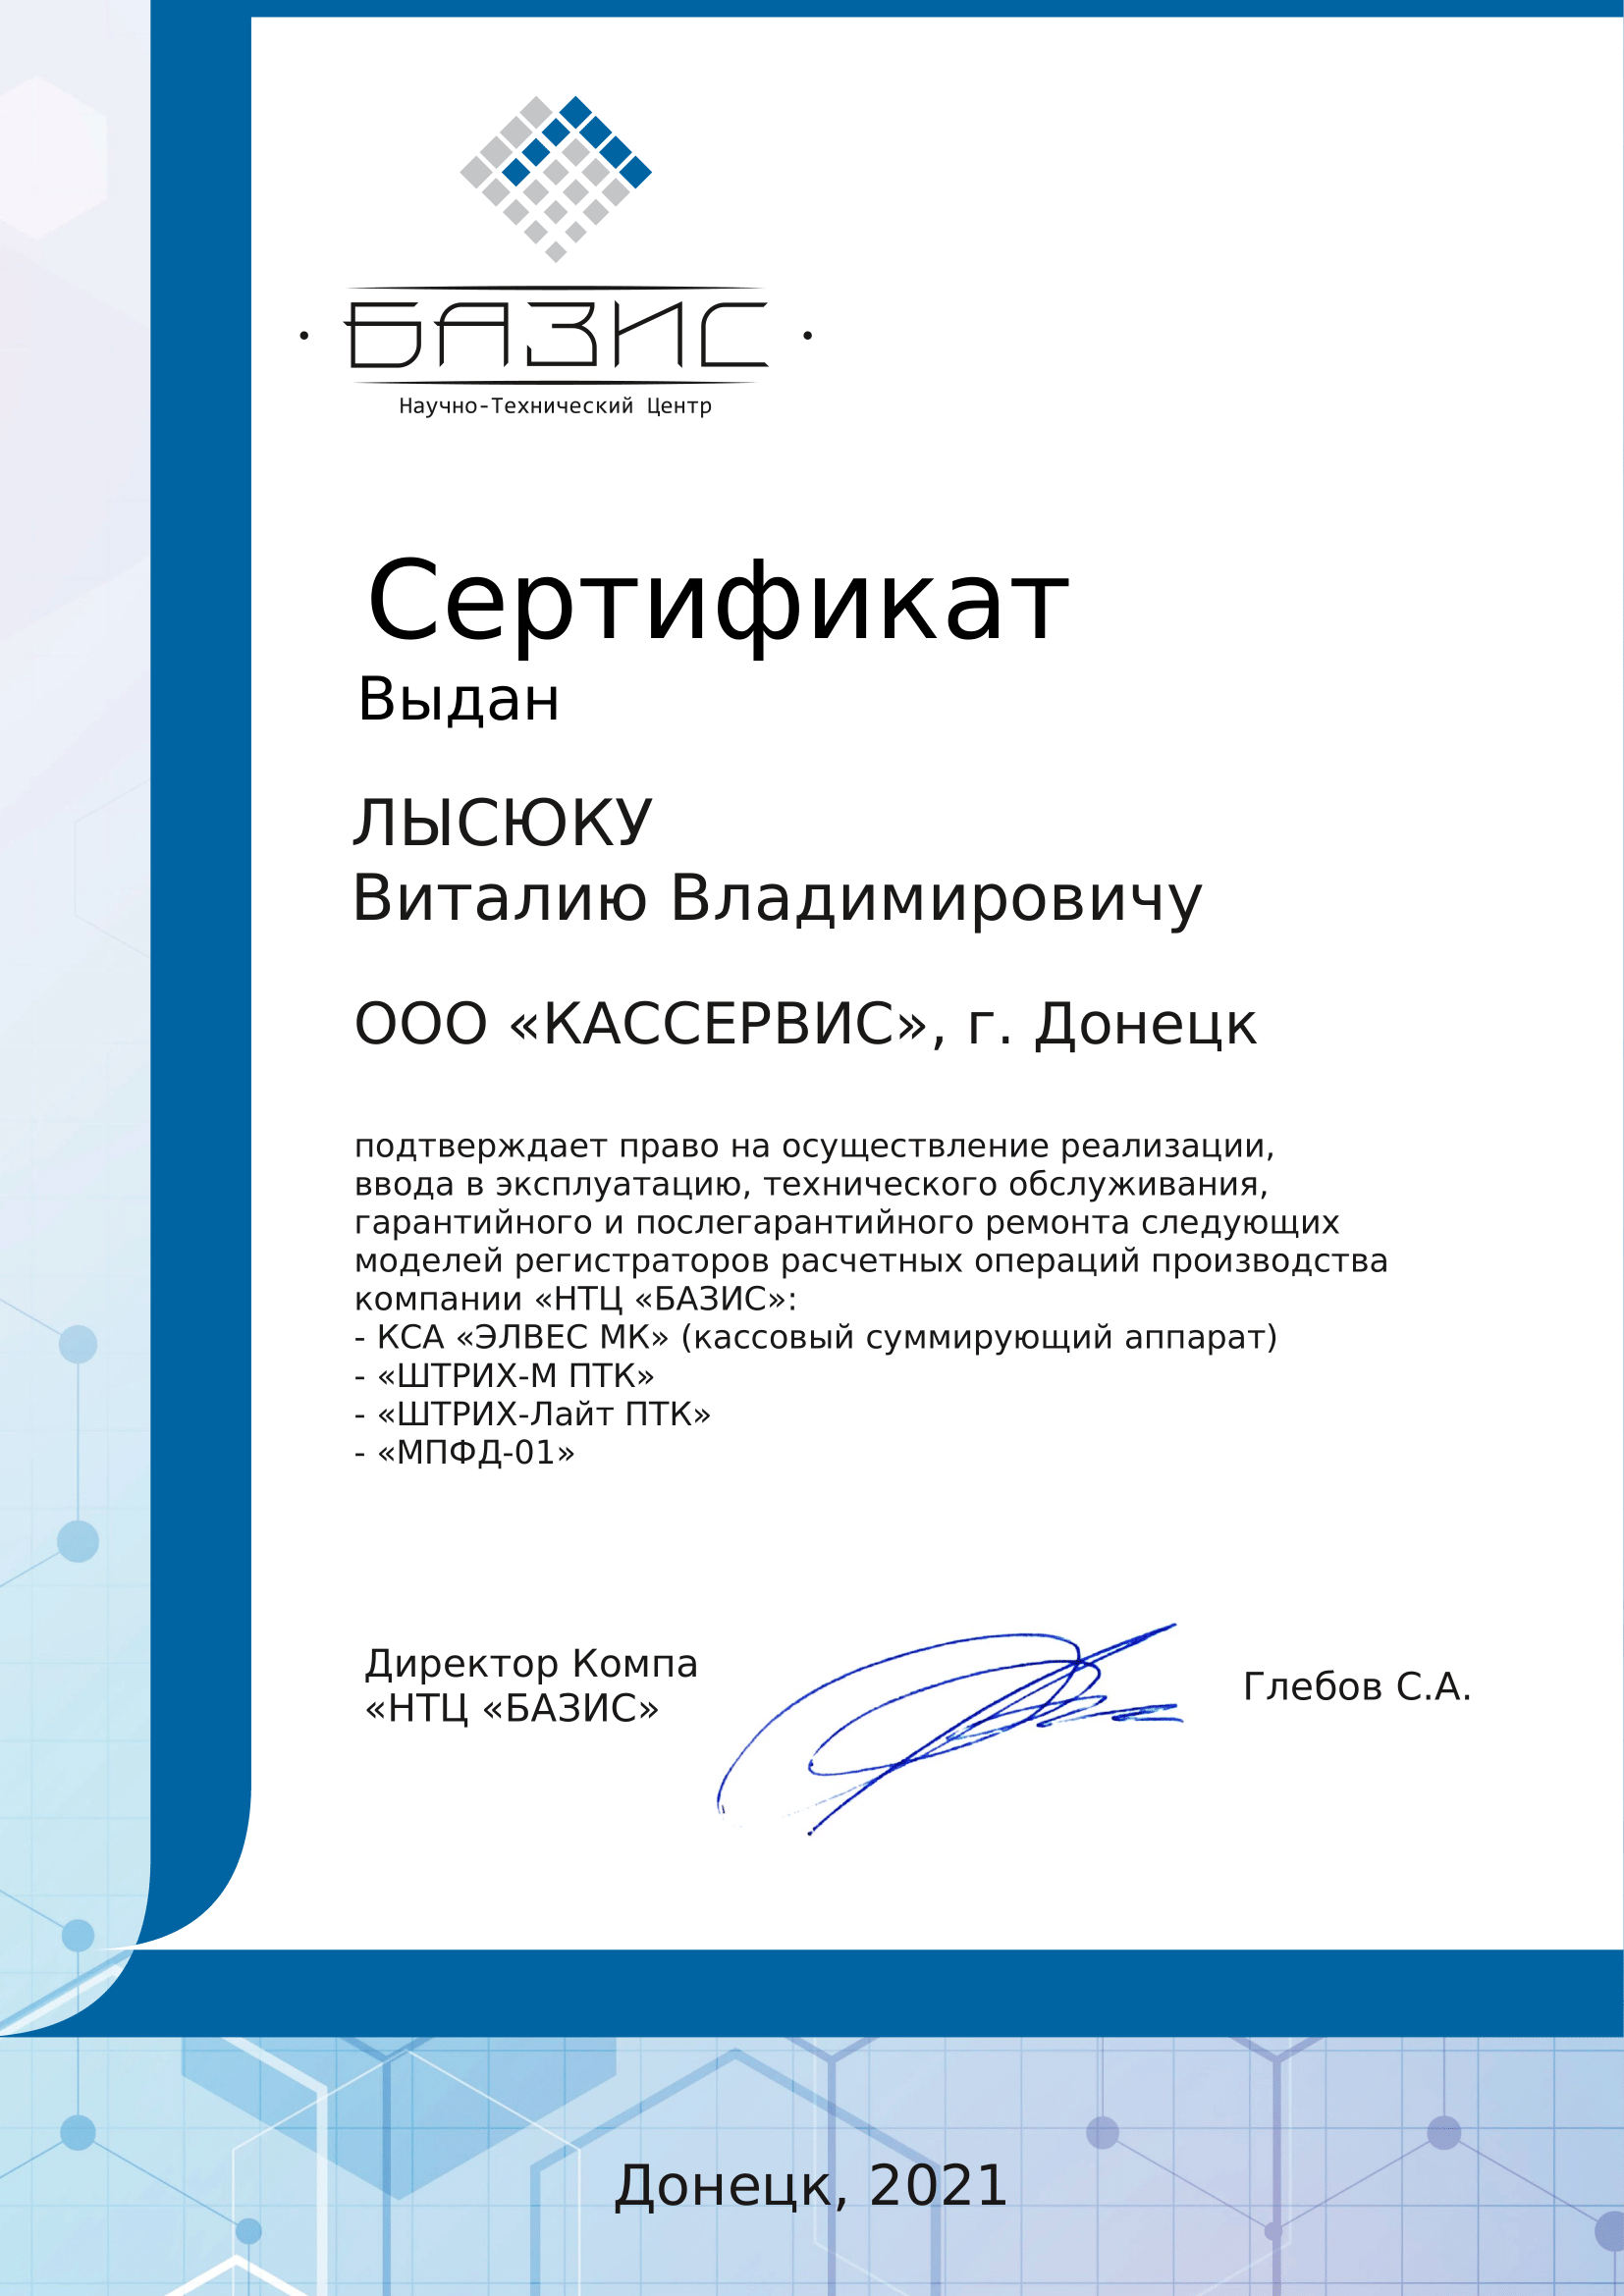 БАЗИС
Научно-Технический Центр
Сертификат
Выдан
ЛЫСЮКУ
Виталию Владимировичу
ООО «КАССЕРВИС», г. Донецк
подтверждает право на осуществление реализации,
ввода в эксплуатацию, технического обслуживания,
гарантийного и послегарантийного ремонта следующих
моделей регистраторов расчетных операций производства
компании «НТЦ «БАЗИС»:
- КСА «ЭЛВЕС МК» (кассовый суммирующий аппарат)
- «ШТРИХ-М ПТК»
- «ШТРИХ-Лайт ПТК»
- «МПФД-01»
Директор Компа
«НТЦ «БАЗИС»
Глебов С.А.
Донецк, 2021